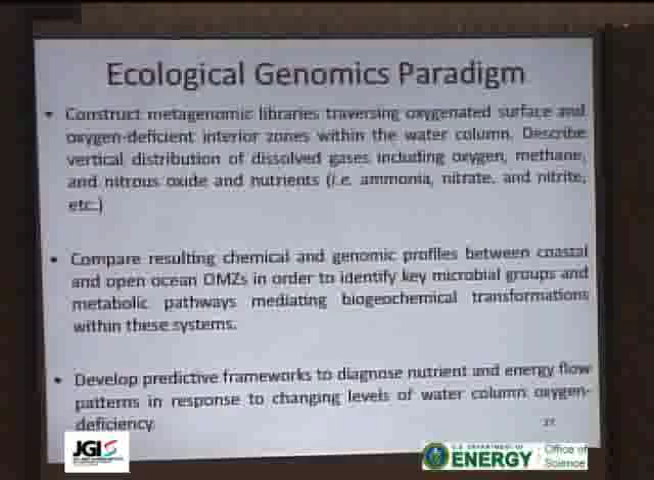 Ecological Genomics Paradigm
• Construct metagenomic libraries traversing oxygenated surface and
oxygen-deficient interior zones within the water column. Describe
vertical distribution of dissolved gases including oxygen, methane,
and nitrous oxide and nutrients (i.e. ammonia, nitrate, and nitrite,
etc.)
• Compare resulting chemical and genomic profiles between coastal
and open ocean OMZs in order to identify key microbial groups and
metabolic pathways mediating biogeochemical transformations
within these systems.
• Develop predictive frameworks to diagnose nutrient and energy flow
patterns in response to changing levels of water column oxygen-
deficiency
JGI
U.S. DEPARTMENT OF
ENERGY
Office of
Science